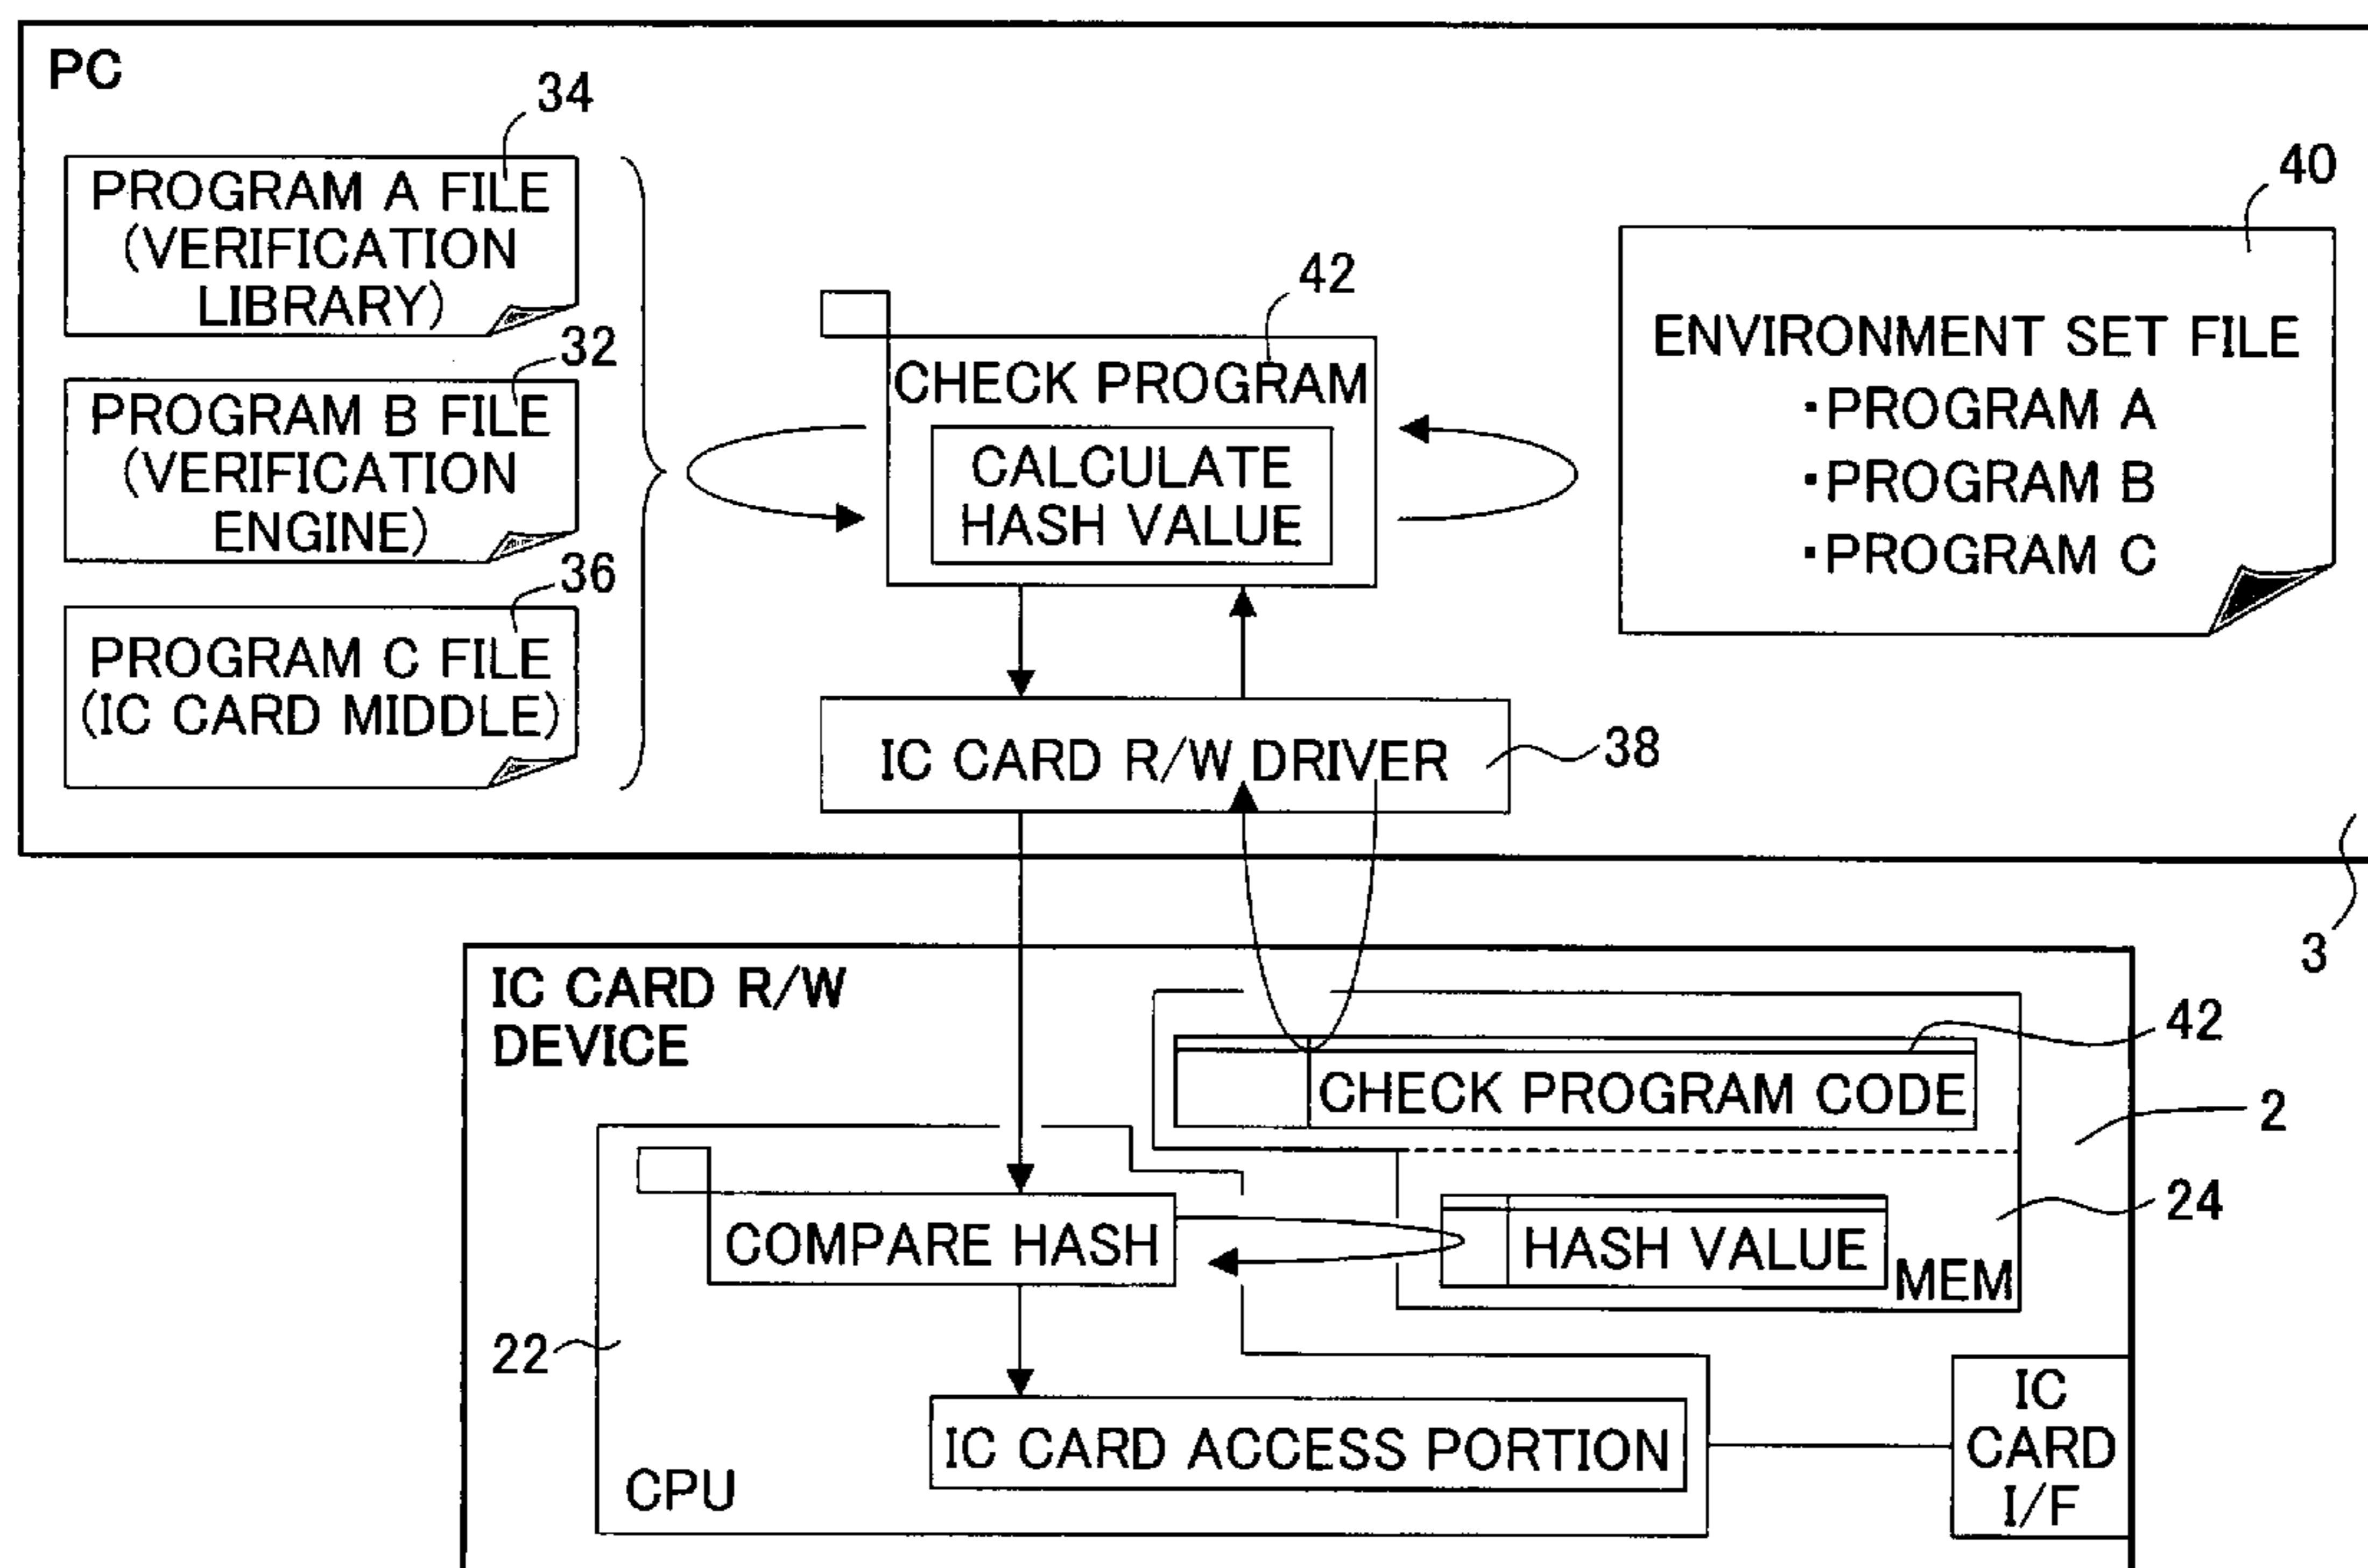 PC
34
PROGRAM A FILE
(VERIFICATION
LIBRARY)
32
PROGRAM B FILE
(VERIFICATION
ENGINE)
36
PROGRAM C FILE
(IC CARD MIDDLE)
42
CHECK PROGRAM
CALCULATE
HASH VALUE
40
ENVIRONMENT SET FILE
・PROGRAM A
・PROGRAM B
・PROGRAM C
IC CARD R/W DRIVER
38
3
IC CARD R/W
DEVICE
42
CHECK PROGRAM CODE
2
24
COMPARE HASH
HASH VALUE
MEM
22
IC CARD ACCESS PORTION
CPU
IC
CARD
I/F